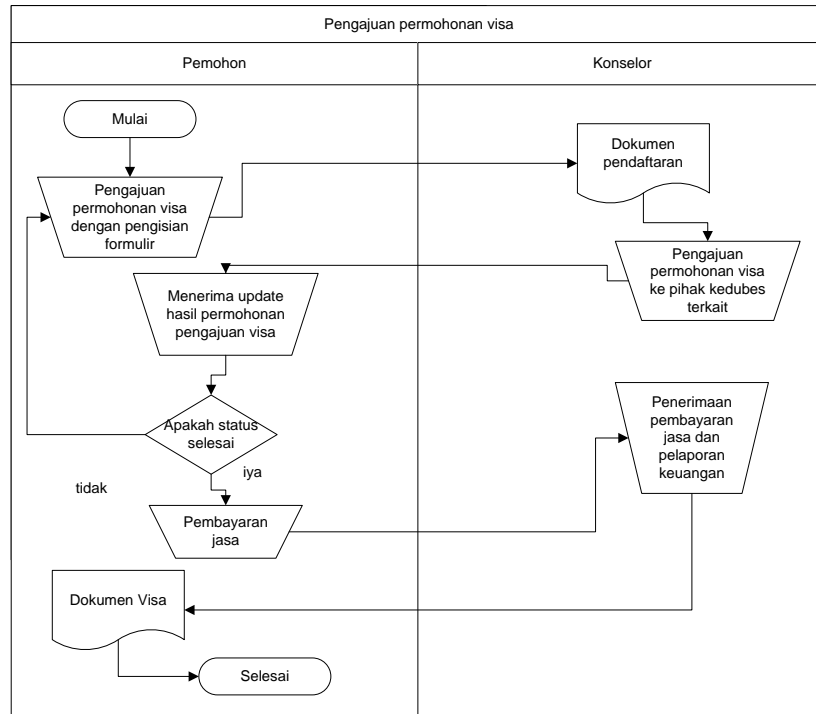 Pengajuan permohonan visa
Pemohon
Konselor
Mulai
Dokumen
pendaftaran
Pengajuan
permohonan visa
dengan pengisian
formulir
Pengajuan
permohonan visa
ke pihak kedubes
terkait
Menerima update
hasil permohonan
pengajuan visa
Apakah status
selesai
iya
tidak
Penerimaan
pembayaran
jasa dan
pelaporan
keuangan
Pembayaran
jasa
Dokumen Visa
Selesai